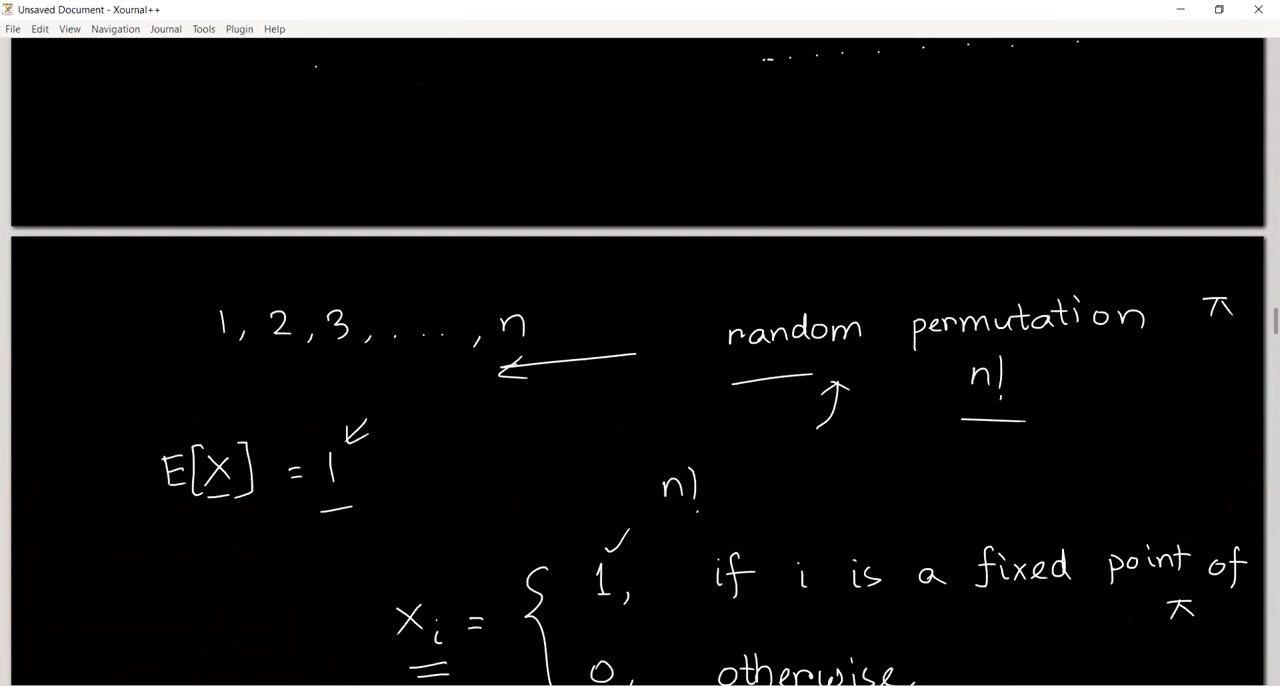 Unsaved Document - Xournal++
File Edit View Navigation Journal Tools Plugin Help
1, 2, 3, . . . . , n random permutation π
n!
E[X] = 1
n!
1, if i is a fixed point of π
Xi =
0, otherwise.